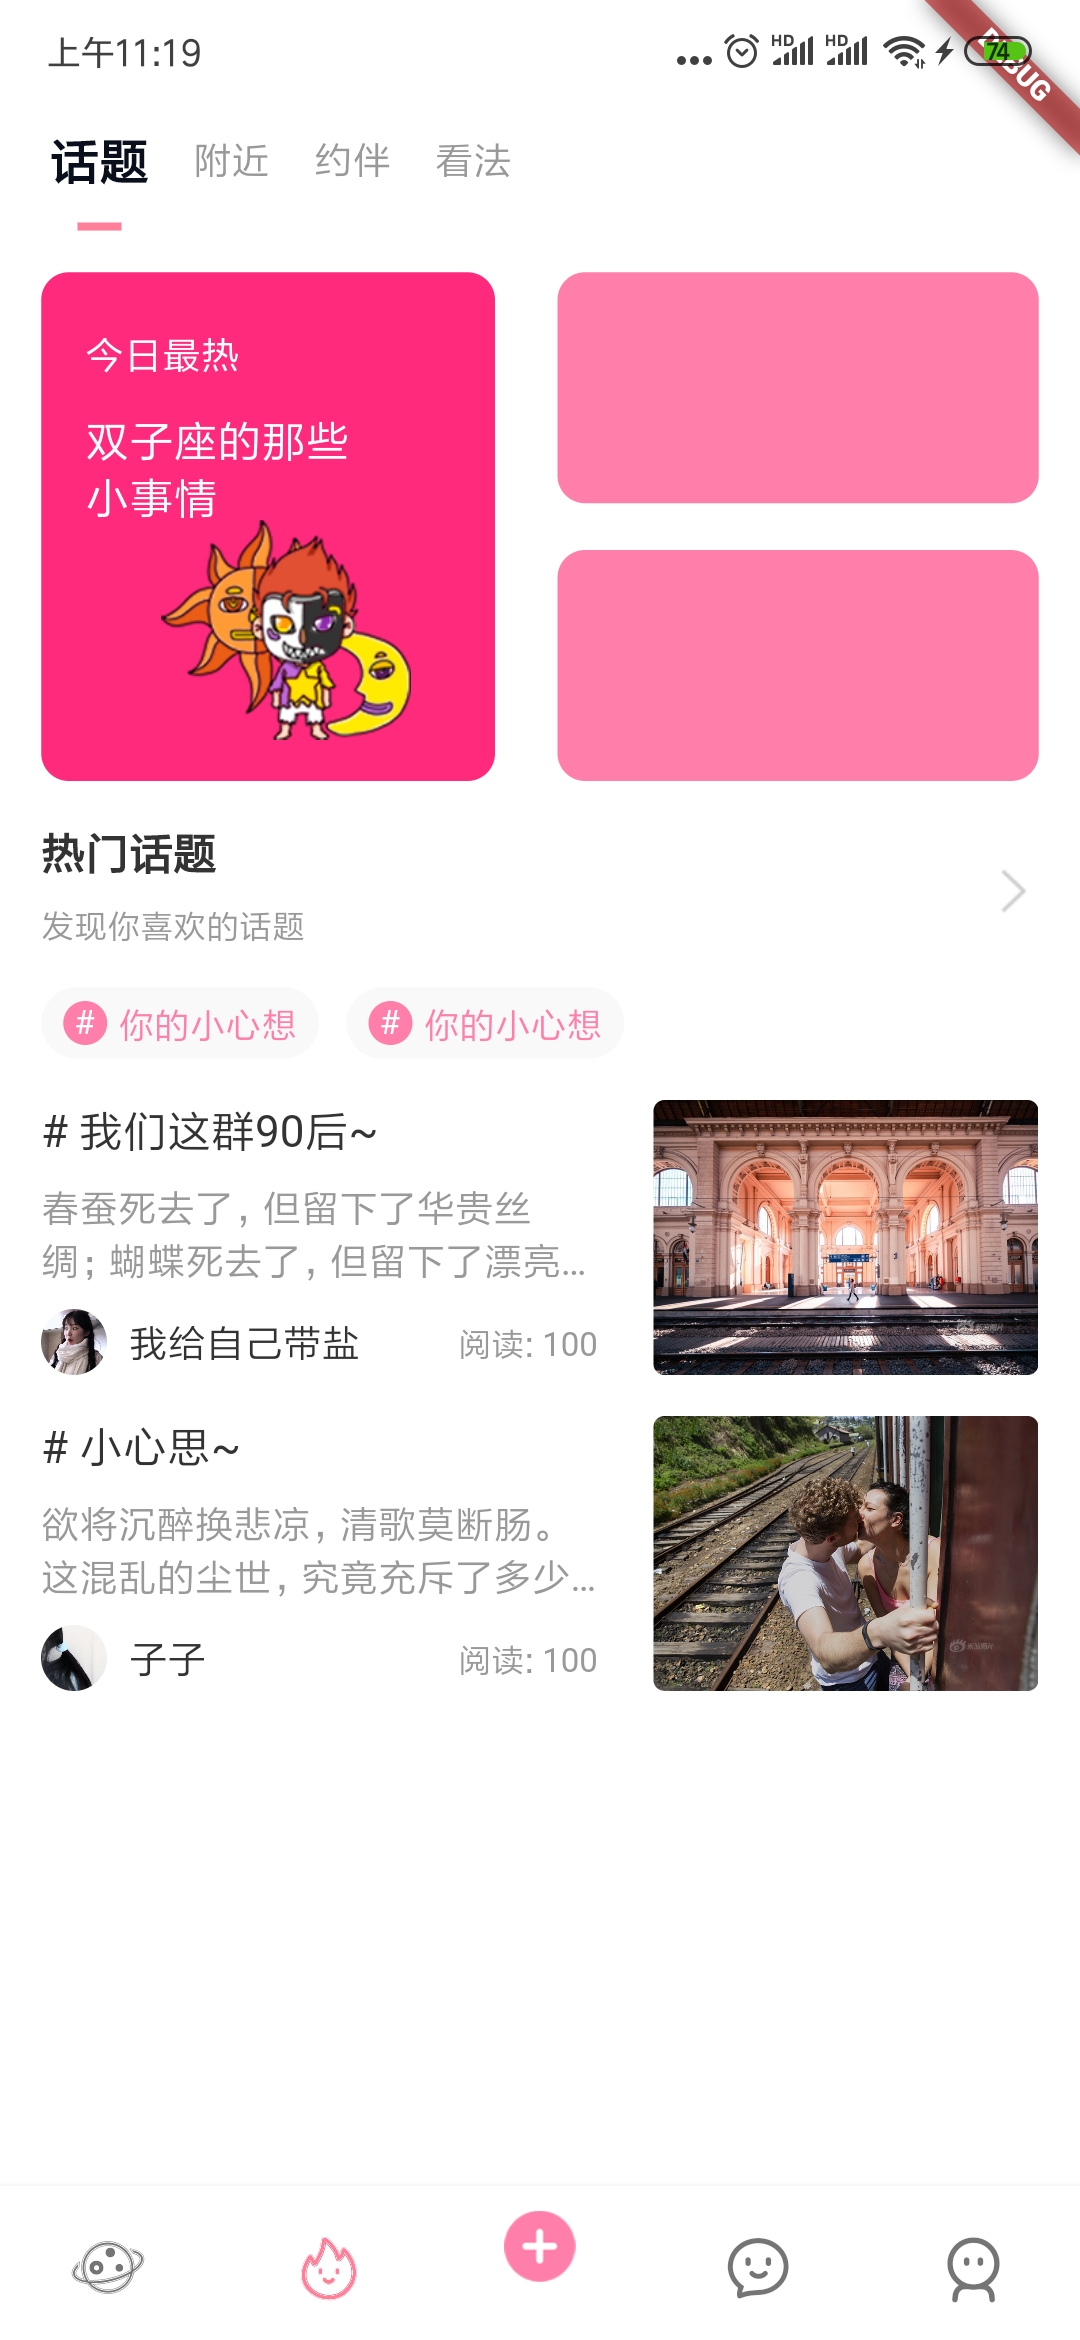 上午11:19
HD HD 74
话题 附近 约伴 看法
今日最热
双子座的那些
小事情
热门话题
发现你喜欢的话题
# 你的小心想 # 你的小心想
# 我们这群90后~
春蚕死去了，但留下了华贵丝
绸；蝴蝶死去了，但留下了漂亮...
我给自己带盐 阅读: 100
# 小心思~
欲将沉醉换悲凉，清歌莫断肠。
这混乱的尘世，究竟充斥了多少...
子子 阅读: 100